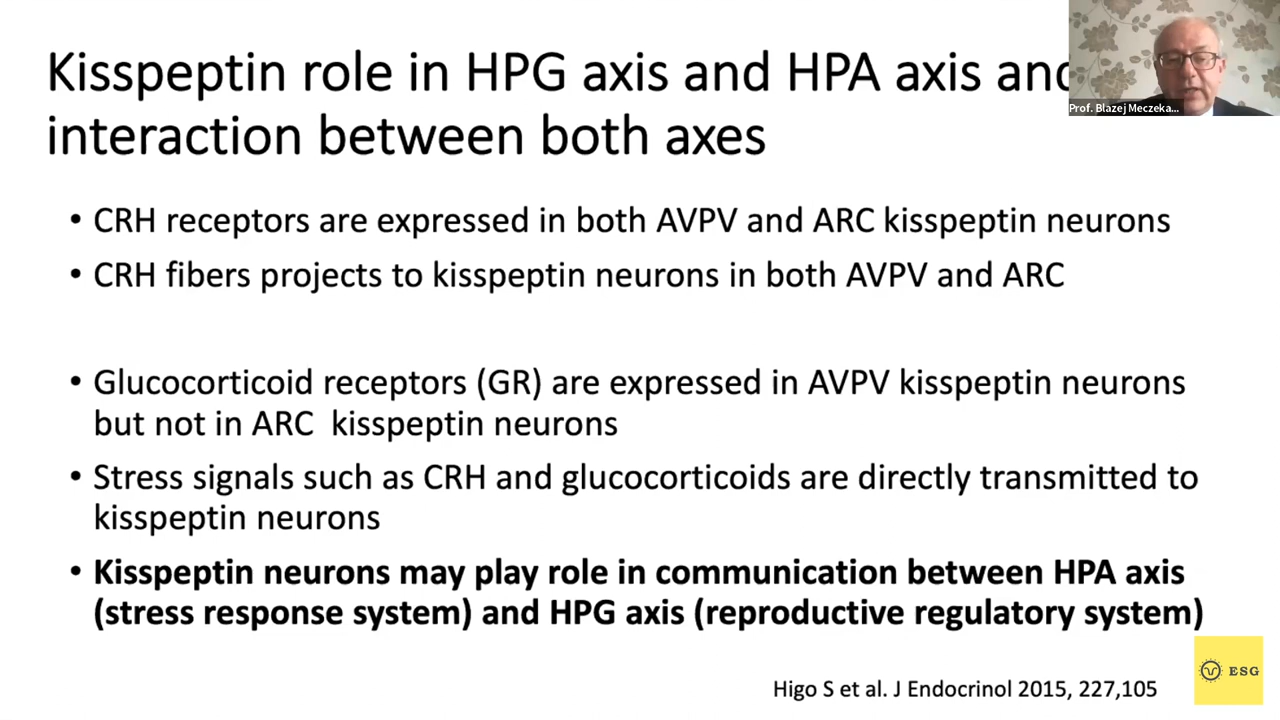 Kisspeptin role in HPG axis and HPA axis and
interaction between both axes
Prof. Blazej Meczeka...
• CRH receptors are expressed in both AVPV and ARC kisspeptin neurons
• CRH fibers projects to kisspeptin neurons in both AVPV and ARC
• Glucocorticoid receptors (GR) are expressed in AVPV kisspeptin neurons
but not in ARC kisspeptin neurons
• Stress signals such as CRH and glucocorticoids are directly transmitted to
kisspeptin neurons
• Kisspeptin neurons may play role in communication between HPA axis
(stress response system) and HPG axis (reproductive regulatory system)
ESG
Higo S et al. J Endocrinol 2015, 227,105